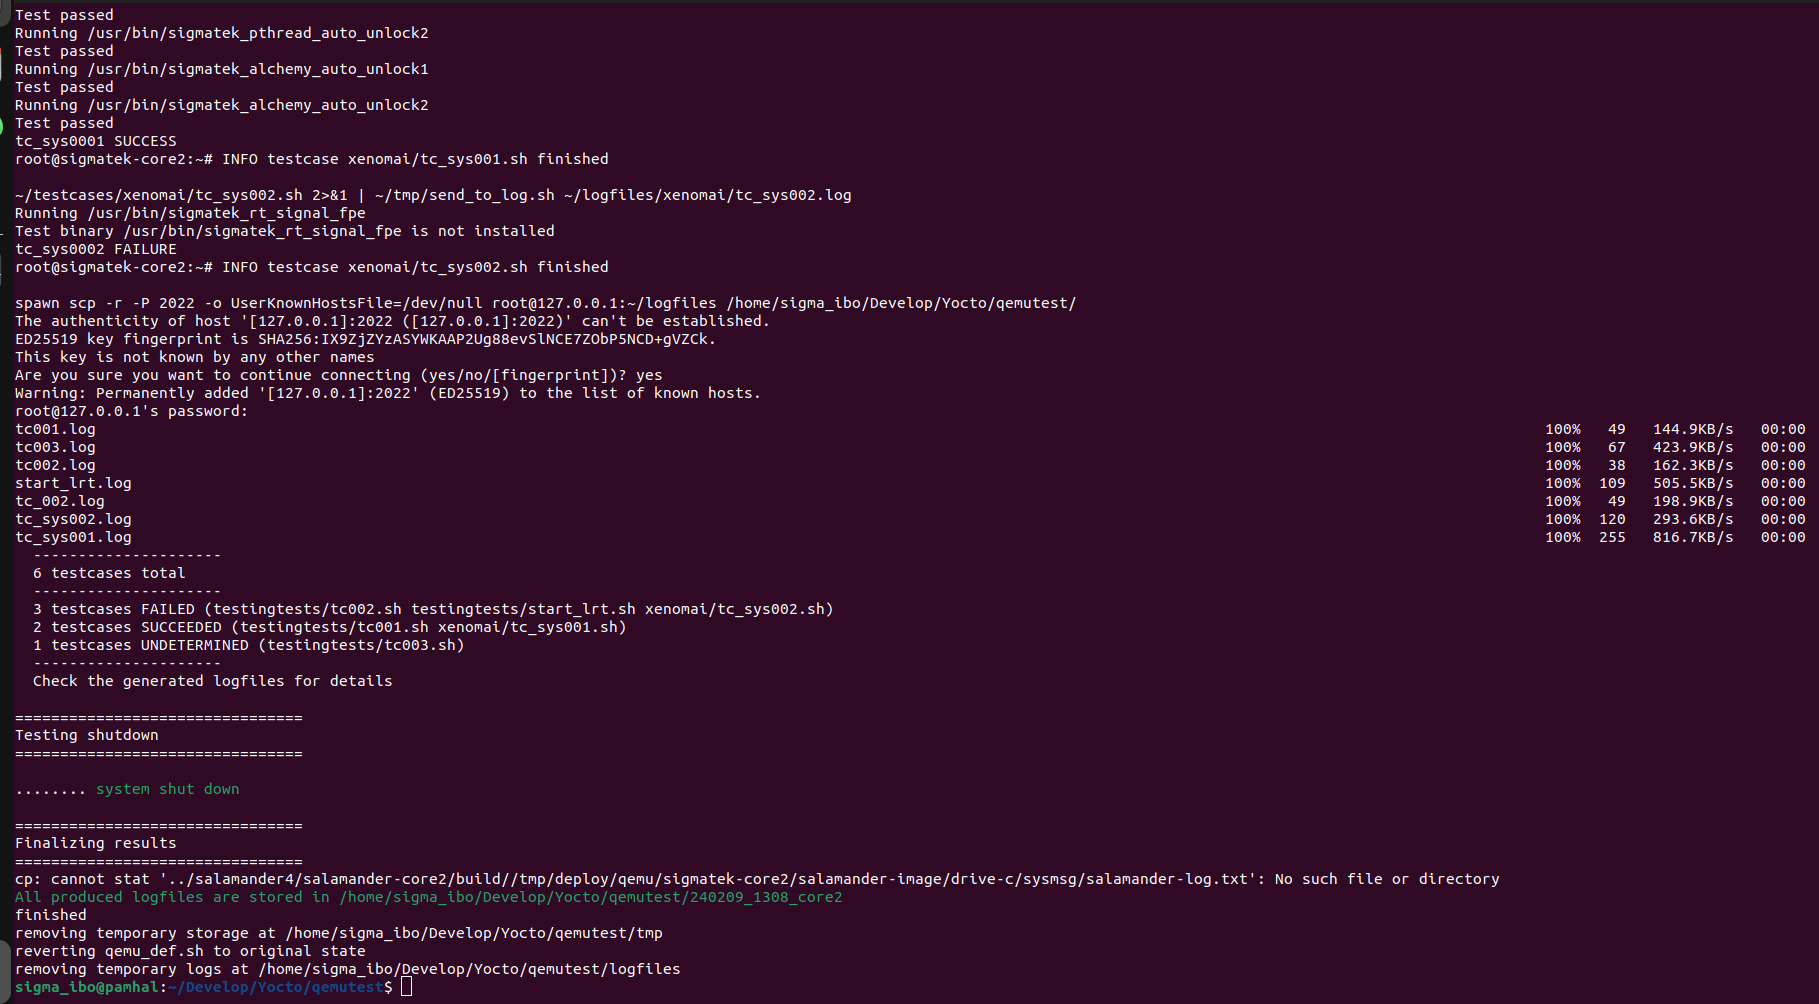 Test passed
Running /usr/bin/sigmatek_pthread_auto_unlock2
Test passed
Running /usr/bin/sigmatek_alchemy_auto_unlock1
Test passed
Running /usr/bin/sigmatek_alchemy_auto_unlock2
Test passed
tc_sys0001 SUCCESS
root@sigmatek-core2:~# INFO testcase xenomai/tc_sys001.sh finished
~/testcases/xenomai/tc_sys002.sh 2>&1 | ~/tmp/send_to_log.sh ~/logfiles/xenomai/tc_sys002.log
Running /usr/bin/sigmatek_rt_signal_fpe
Test binary /usr/bin/sigmatek_rt_signal_fpe is not installed
tc_sys0002 FAILURE
root@sigmatek-core2:~# INFO testcase xenomai/tc_sys002.sh finished
spawn scp -r -P 2022 -o UserKnownHostsFile=/dev/null root@127.0.0.1:~/logfiles /home/sigma_ibo/Develop/Yocto/qemutest/
The authenticity of host '[127.0.0.1]:2022 ([127.0.0.1]:2022)' can't be established.
ED25519 key fingerprint is SHA256:IX9ZjZYzASYWKAAP2Ug88evSlNCE7ZObP5NCD+gVZCk.
This key is not known by any other names
Are you sure you want to continue connecting (yes/no/[fingerprint])? yes
Warning: Permanently added '[127.0.0.1]:2022' (ED25519) to the list of known hosts.
root@127.0.0.1's password:
tc001.log 100% 49 144.9KB/s 00:00
tc003.log 100% 67 423.9KB/s 00:00
tc002.log 100% 38 162.3KB/s 00:00
start_lrt.log 100% 109 505.5KB/s 00:00
tc_002.log 100% 49 198.9KB/s 00:00
tc_sys002.log 100% 120 293.6KB/s 00:00
tc_sys001.log 100% 255 816.7KB/s 00:00
---------------------
6 testcases total
---------------------
3 testcases FAILED (testingtests/tc002.sh testingtests/start_lrt.sh xenomai/tc_sys002.sh)
2 testcases SUCCEEDED (testingtests/tc001.sh xenomai/tc_sys001.sh)
1 testcases UNDETERMINED (testingtests/tc003.sh)
---------------------
Check the generated logfiles for details
================================
Testing shutdown
================================
........ system shut down
================================
Finalizing results
================================
cp: cannot stat '../salamander4/salamander-core2/build//tmp/deploy/qemu/sigmatek-core2/salamander-image/drive-c/sysmsg/salamander-log.txt': No such file or directory
All produced logfiles are stored in /home/sigma_ibo/Develop/Yocto/qemutest/240209_1308_core2
finished
removing temporary storage at /home/sigma_ibo/Develop/Yocto/qemutest/tmp
reverting qemu_def.sh to original state
removing temporary logs at /home/sigma_ibo/Develop/Yocto/qemutest/logfiles
sigma_ibo@pamhal:~/Develop/Yocto/qemutest$